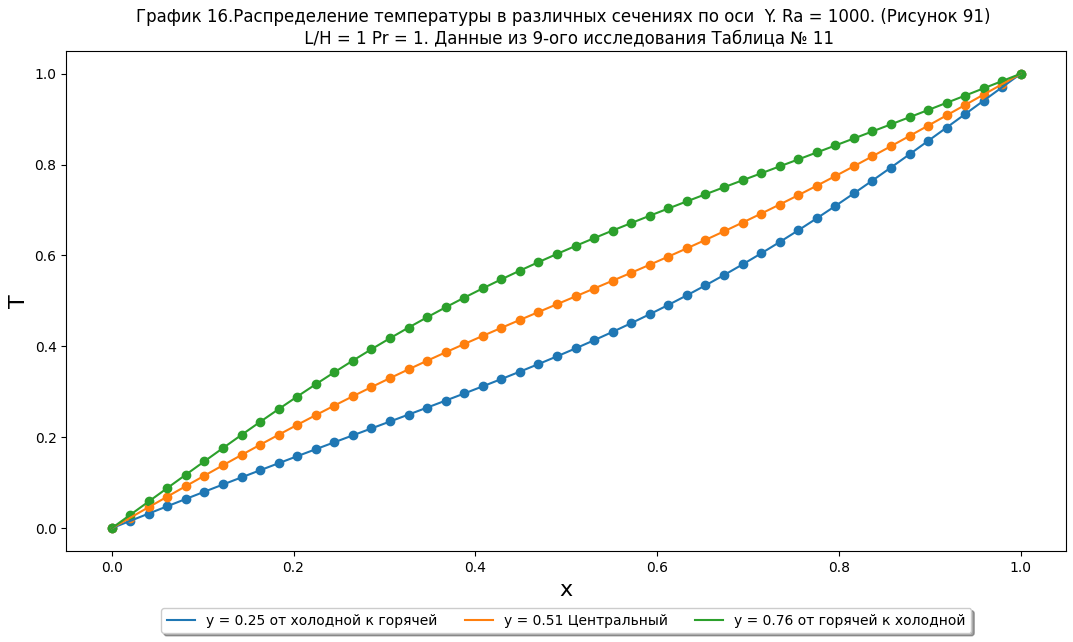 График 16.Распределение температуры в различных сечениях по оси  Y. Ra = 1000. (Рисунок 91)
L/H = 1 Pr = 1. Данные из 9-ого исследования Таблица № 11
1.0
0.8
0.6
0.4
0.2
0.0
T
0.0 0.2 0.4 0.6 0.8 1.0
x
y = 0.25 от холодной к горячей y = 0.51 Центральный y = 0.76 от горячей к холодной